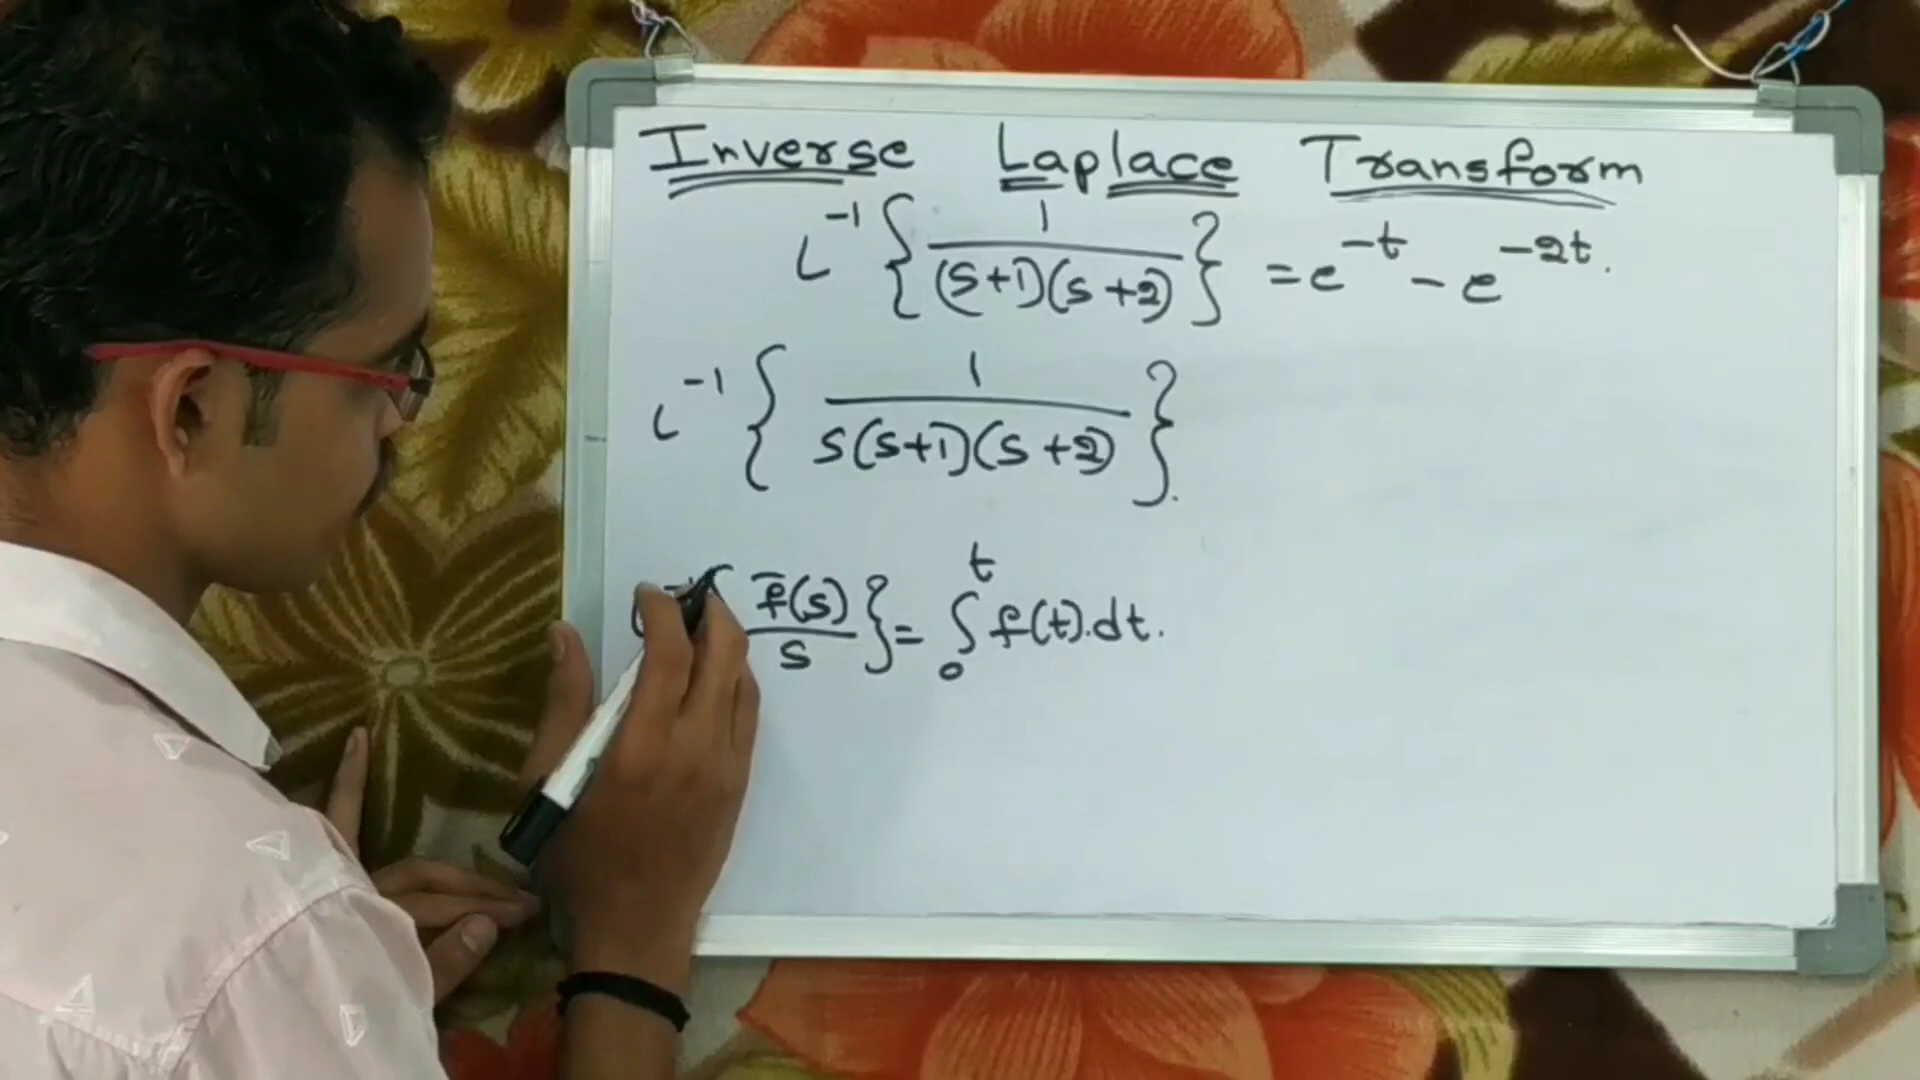 Inverse Laplace Transform
L⁻¹ { 1 / (s+1)(s+2) } = e^{-t} - e^{-2t}.
L⁻¹ { 1 / s(s+1)(s+2) }.
f̄(s) / s } = ∫₀ᵗ f(t).dt.